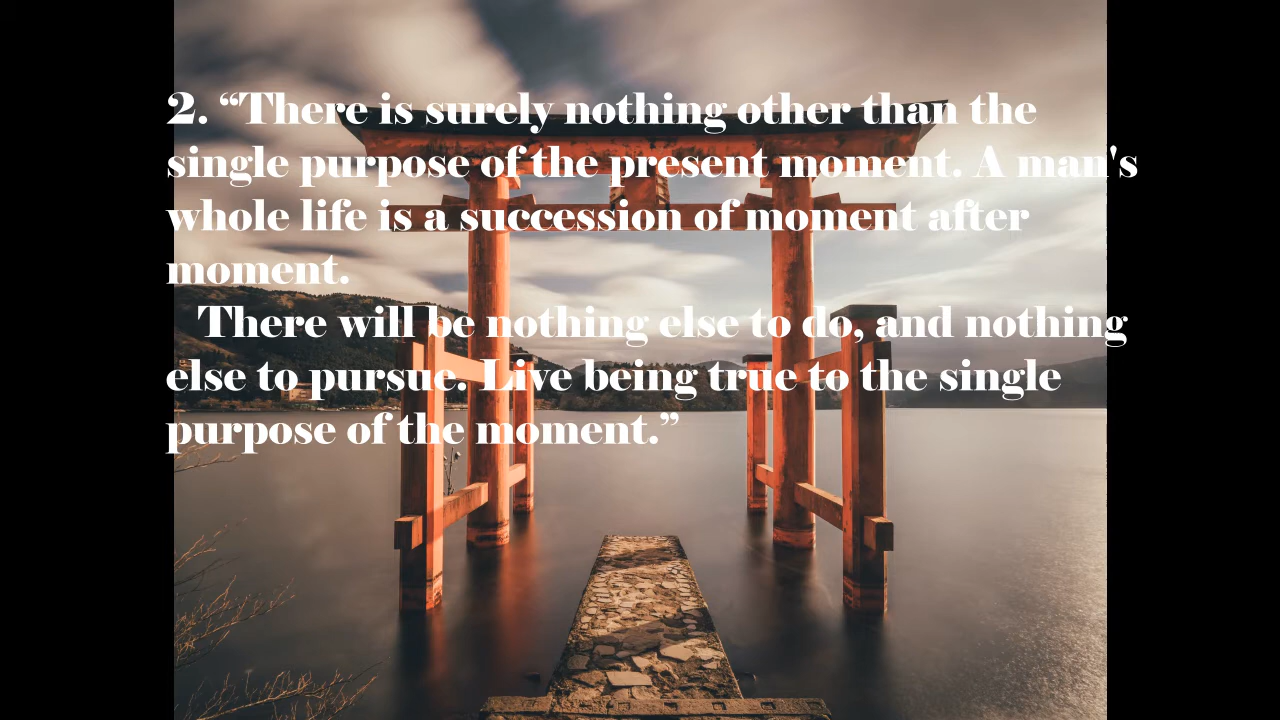 2. “There is surely nothing other than the
single purpose of the present moment. A man's
whole life is a succession of moment after
moment.
There will be nothing else to do, and nothing
else to pursue. Live being true to the single
purpose of the moment.”